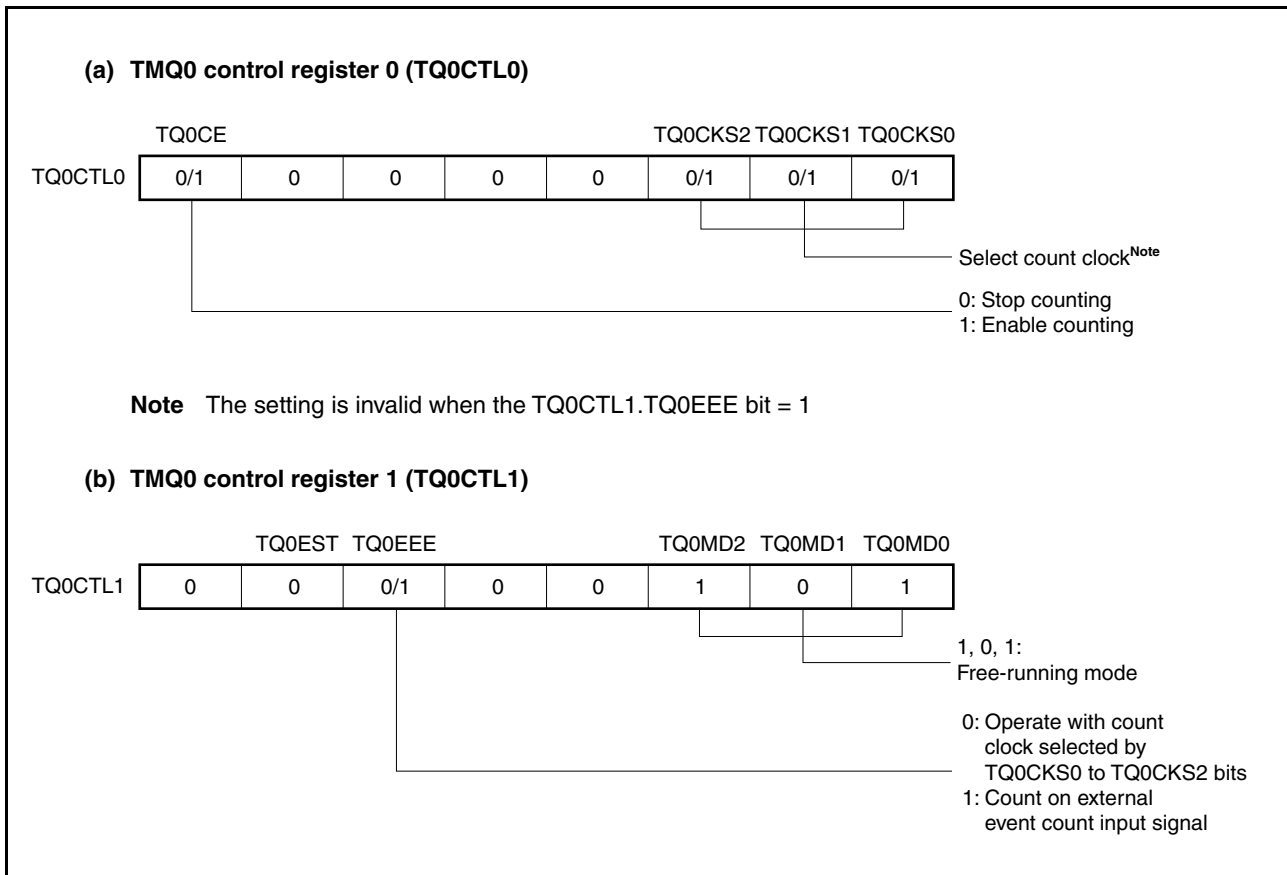 (a) TMQ0 control register 0 (TQ0CTL0)
TQ0CE TQ0CKS2 TQ0CKS1 TQ0CKS0
TQ0CTL0 0/1 0 0 0 0 0/1 0/1 0/1
Select count clock Note
0: Stop counting
1: Enable counting
Note The setting is invalid when the TQ0CTL1.TQ0EEE bit = 1
(b) TMQ0 control register 1 (TQ0CTL1)
TQ0EST TQ0EEE TQ0MD2 TQ0MD1 TQ0MD0
TQ0CTL1 0 0 0/1 0 0 1 0 1
1, 0, 1:
Free-running mode
0: Operate with count
clock selected by
TQ0CKS0 to TQ0CKS2 bits
1: Count on external
event count input signal